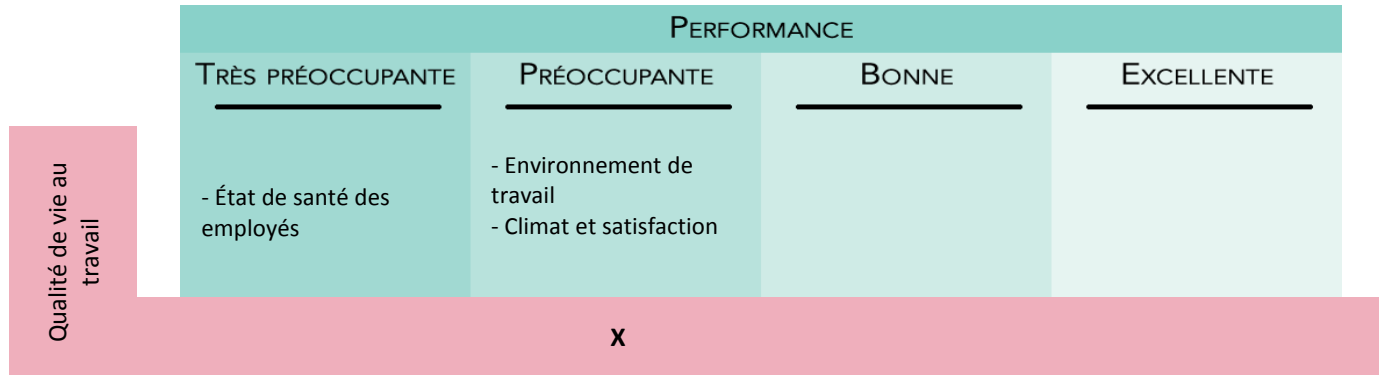 PERFORMANCE
TRÈS PRÉOCCUPANTE
PRÉOCCUPANTE
BONNE
EXCELLENTE
Qualité de vie au
travail
- État de santé des
employés
- Environnement de
travail
- Climat et satisfaction
X